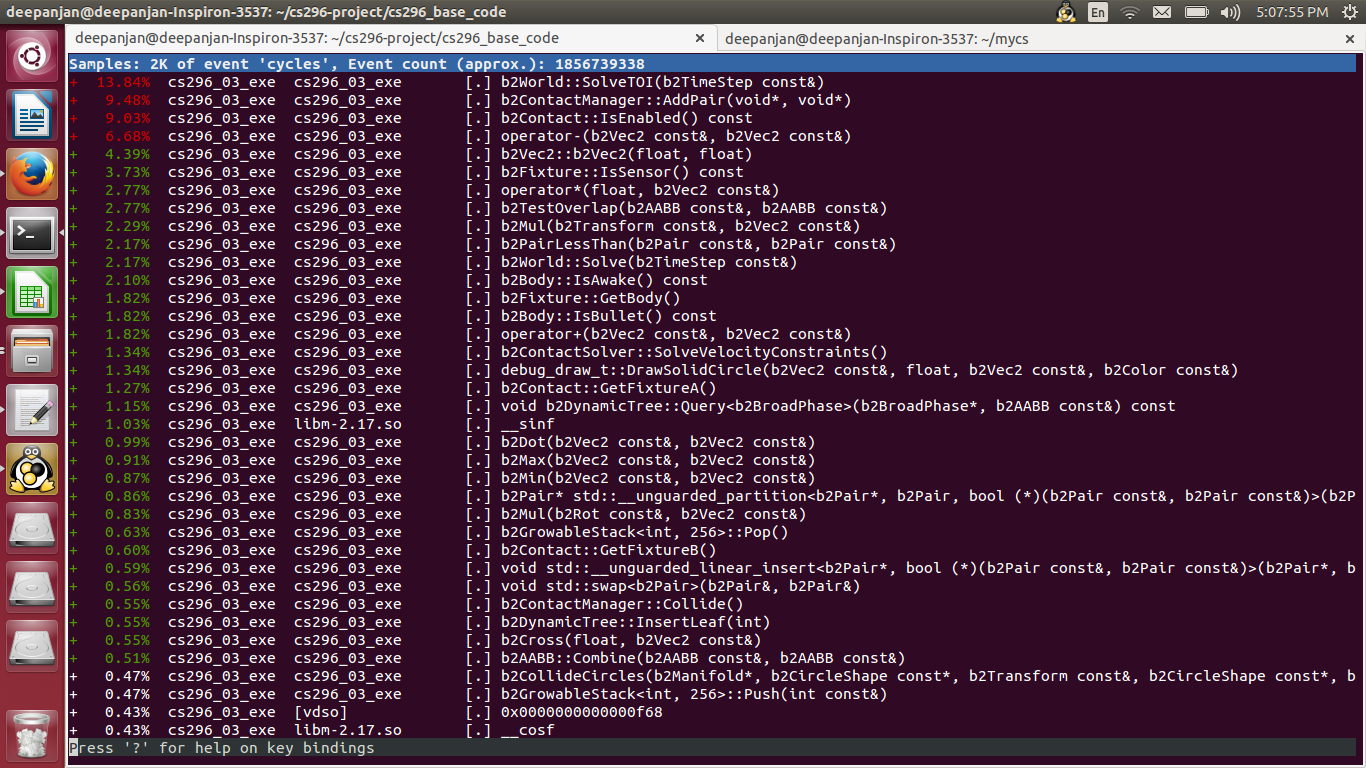 deepanjan@deepanjan-Inspiron-3537: ~/cs296-project/cs296_base_code En 5:07:55 PM
deepanjan@deepanjan-Inspiron-3537: ~/cs296-project/cs296_base_code × deepanjan@deepanjan-Inspiron-3537: ~/mycs ×
Samples: 2K of event 'cycles', Event count (approx.): 1856739338
+ 13.84% cs296_03_exe cs296_03_exe [.] b2World::SolveTOI(b2TimeStep const&)
+ 9.48% cs296_03_exe cs296_03_exe [.] b2ContactManager::AddPair(void*, void*)
+ 9.03% cs296_03_exe cs296_03_exe [.] b2Contact::IsEnabled() const
+ 6.68% cs296_03_exe cs296_03_exe [.] operator-(b2Vec2 const&, b2Vec2 const&)
+ 4.39% cs296_03_exe cs296_03_exe [.] b2Vec2::b2Vec2(float, float)
+ 3.73% cs296_03_exe cs296_03_exe [.] b2Fixture::IsSensor() const
+ 2.77% cs296_03_exe cs296_03_exe [.] operator*(float, b2Vec2 const&)
+ 2.77% cs296_03_exe cs296_03_exe [.] b2TestOverlap(b2AABB const&, b2AABB const&)
+ 2.29% cs296_03_exe cs296_03_exe [.] b2Mul(b2Transform const&, b2Vec2 const&)
+ 2.17% cs296_03_exe cs296_03_exe [.] b2PairLessThan(b2Pair const&, b2Pair const&)
+ 2.17% cs296_03_exe cs296_03_exe [.] b2World::Solve(b2TimeStep const&)
+ 2.10% cs296_03_exe cs296_03_exe [.] b2Body::IsAwake() const
+ 1.82% cs296_03_exe cs296_03_exe [.] b2Fixture::GetBody()
+ 1.82% cs296_03_exe cs296_03_exe [.] b2Body::IsBullet() const
+ 1.82% cs296_03_exe cs296_03_exe [.] operator+(b2Vec2 const&, b2Vec2 const&)
+ 1.34% cs296_03_exe cs296_03_exe [.] b2ContactSolver::SolveVelocityConstraints()
+ 1.34% cs296_03_exe cs296_03_exe [.] debug_draw_t::DrawSolidCircle(b2Vec2 const&, float, b2Vec2 const&, b2Color const&)
+ 1.27% cs296_03_exe cs296_03_exe [.] b2Contact::GetFixtureA()
+ 1.15% cs296_03_exe cs296_03_exe [.] void b2DynamicTree::Query<b2BroadPhase>(b2BroadPhase*, b2AABB const&) const
+ 1.03% cs296_03_exe libm-2.17.so [.] __sinf
+ 0.99% cs296_03_exe cs296_03_exe [.] b2Dot(b2Vec2 const&, b2Vec2 const&)
+ 0.91% cs296_03_exe cs296_03_exe [.] b2Max(b2Vec2 const&, b2Vec2 const&)
+ 0.87% cs296_03_exe cs296_03_exe [.] b2Min(b2Vec2 const&, b2Vec2 const&)
+ 0.86% cs296_03_exe cs296_03_exe [.] b2Pair* std::__unguarded_partition<b2Pair*, b2Pair, bool (*)(b2Pair const&, b2Pair const&)>(b2P
+ 0.83% cs296_03_exe cs296_03_exe [.] b2Mul(b2Rot const&, b2Vec2 const&)
+ 0.63% cs296_03_exe cs296_03_exe [.] b2GrowableStack<int, 256>::Pop()
+ 0.60% cs296_03_exe cs296_03_exe [.] b2Contact::GetFixtureB()
+ 0.59% cs296_03_exe cs296_03_exe [.] void std::__unguarded_linear_insert<b2Pair*, bool (*)(b2Pair const&, b2Pair const&)>(b2Pair*, b
+ 0.56% cs296_03_exe cs296_03_exe [.] void std::swap<b2Pair>(b2Pair&, b2Pair&)
+ 0.55% cs296_03_exe cs296_03_exe [.] b2ContactManager::Collide()
+ 0.55% cs296_03_exe cs296_03_exe [.] b2DynamicTree::InsertLeaf(int)
+ 0.55% cs296_03_exe cs296_03_exe [.] b2Cross(float, b2Vec2 const&)
+ 0.51% cs296_03_exe cs296_03_exe [.] b2AABB::Combine(b2AABB const&, b2AABB const&)
+ 0.47% cs296_03_exe cs296_03_exe [.] b2CollideCircles(b2Manifold*, b2CircleShape const*, b2Transform const&, b2CircleShape const*, b
+ 0.47% cs296_03_exe cs296_03_exe [.] b2GrowableStack<int, 256>::Push(int const&)
+ 0.43% cs296_03_exe [vdso] [.] 0x0000000000000f68
+ 0.43% cs296_03_exe libm-2.17.so [.] __cosf
Press '?' for help on key bindings